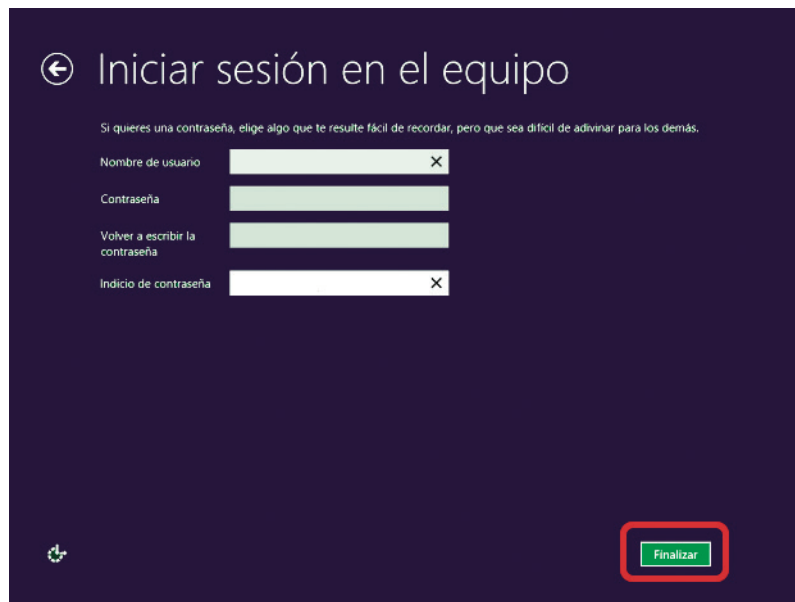 Iniciar sesión en el equipo
Si quieres una contraseña, elige algo que te resulte fácil de recordar, pero que sea difícil de adivinar para los demás.
Nombre de usuario
Contraseña
Volver a escribir la
contraseña
Indicio de contraseña
Finalizar